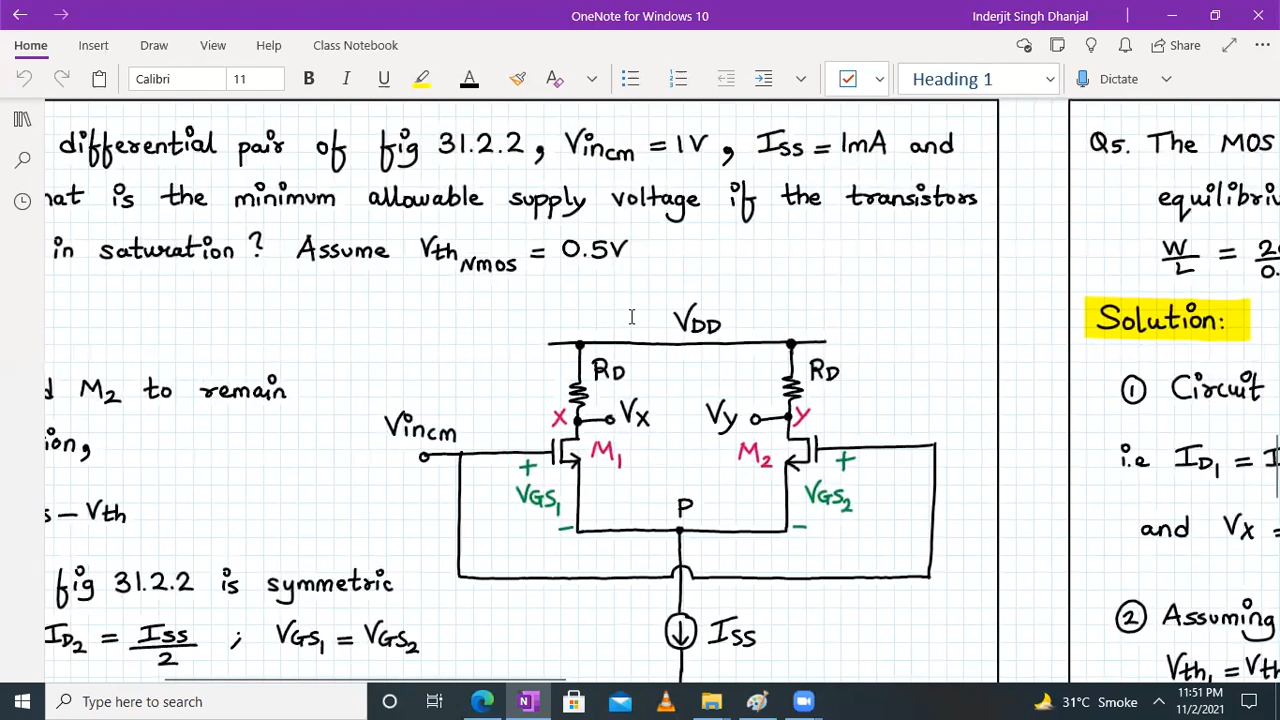 OneNote for Windows 10
Inderjit Singh Dhanjal
Home Insert Draw View Help Class Notebook
Share
Calibri 11 B I U A Heading 1 Dictate
differential pair of fig 31.2.2, Vincm = 1V, ISS = 1mA and
hat is the minimum allowable supply voltage if the transistors
in saturation? Assume VthNmos = 0.5V
VDD
RD RD
X Vx Vy Y
Vincm
M1 M2
+ +
VGS1 VGS2
P
- -
ISS
d M2 to remain
ion,
s - Vth
fig 31.2.2 is symmetric
ID2 = ISS/2 ; VGS1 = VGS2
Q5. The MOS
equilibri
W/L = 20/0.
Solution:
① Circuit
i.e ID1 = I
and Vx =
② Assuming
Vth1 = Vth
Type here to search
31°C Smoke
11:51 PM
11/2/2021